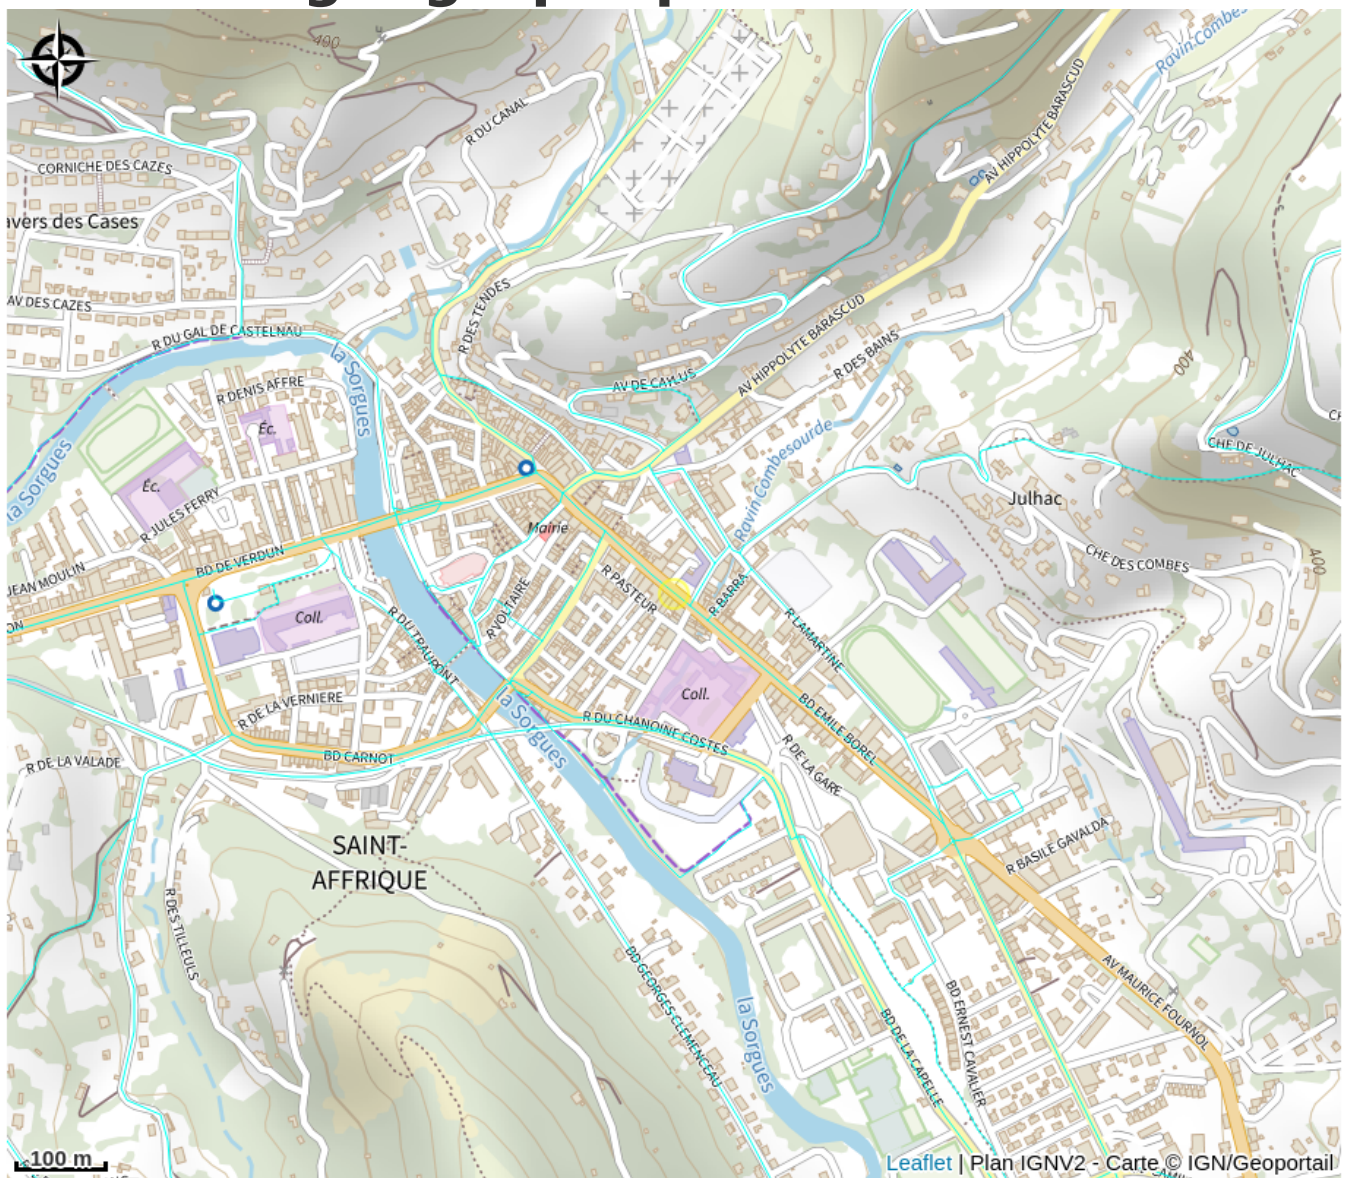 490
R DU CANAL
Ravin Combes
AV HIPPOLYTE BARASCUD
CORNICHE DES CAZES
avers des Cases
AV DES CAZES
R DU GAL DE CASTELNAU
R DES TENDES
la Sorgues
AV HIPPOLYTE BARASCUD
R DES BAINS
400
R DENIS AFFRE
AV DE CAYLUS
Éc.
Ravin Combesourde
CHE DE JULHAC
la Sorgues
Éc.
R JULES FERRY
Mairie
Julhac
BD DE VERDUN
JEAN MOULIN
CHE DES COMBES
400
ON
Coll.
R DU TRAUPONT
R VOLTAIRE
R PASTEUR
R BARRA
R LAMARTINE
R DE LA VERNIERE
Coll.
la Sorgues
R DU CHANOINE COSTES
BD EMILE BOREL
R DE LA VALADE
BD CARNOT
R DE LA GARE
SAINT-
AFFRIQUE
R BASILE GAVALDA
R DES TILLEULS
BD GEORGES CLEMENCEAU
la Sorgues
BD DE LA CAPELLE
BD ERNEST CAVALIER
AV MAURICE FOURNOL
100 m
Leaflet | Plan IGNV2 - Carte © IGN/Geoportail